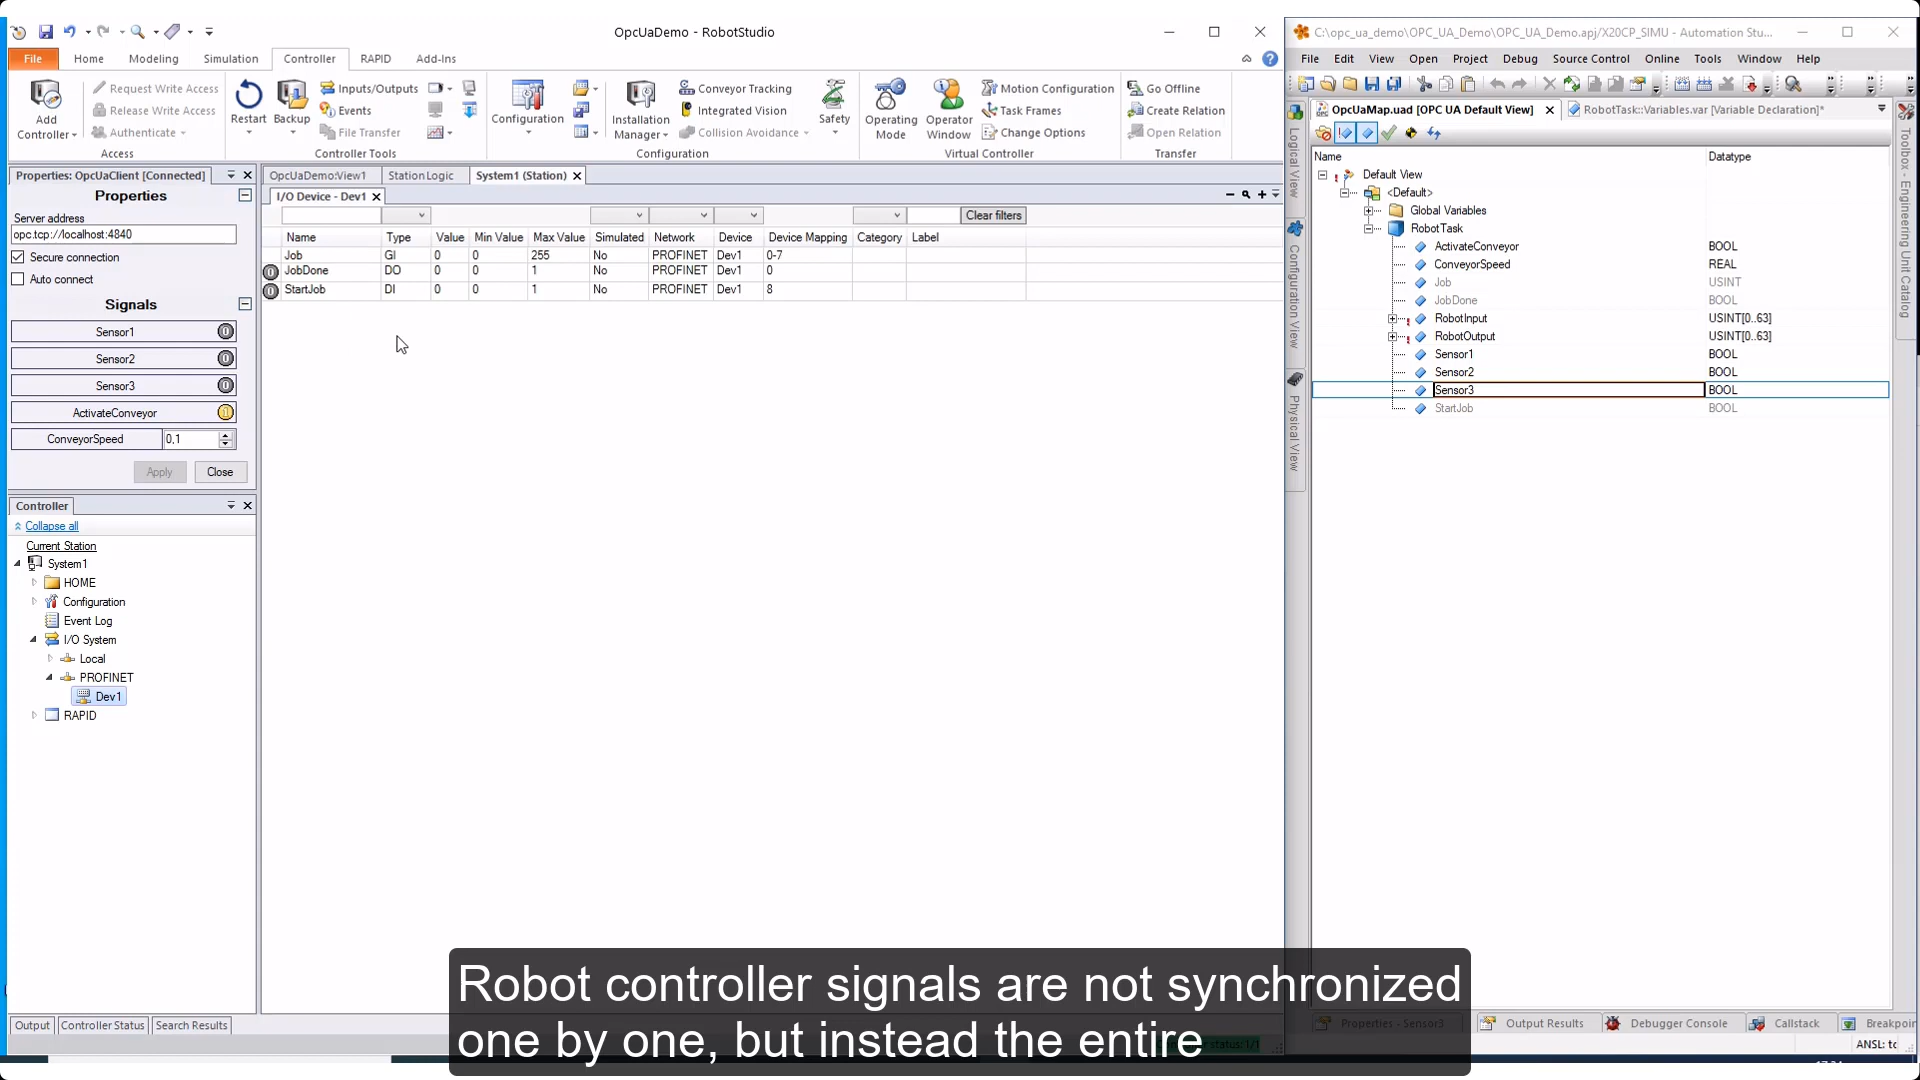 OpcUaDemo - RobotStudio
File Home Modeling Simulation Controller RAPID Add-Ins
Add Controller
Request Write Access
Release Write Access
Authenticate
Access
Restart
Backup
Inputs/Outputs
Events
File Transfer
Controller Tools
Configuration
Installation Manager
Conveyor Tracking
Integrated Vision
Collision Avoidance
Configuration
Safety
Operating Mode
Operator Window
Motion Configuration
Task Frames
Change Options
Virtual Controller
Go Offline
Create Relation
Open Relation
Transfer
Properties: OpcUaClient [Connected]
Properties
Server address
opc.tcp://localhost:4840
Secure connection
Auto connect
Signals
Sensor1 0
Sensor2 0
Sensor3 0
ActivateConveyor 1
ConveyorSpeed 0,1
Apply Close
Controller
Collapse all
Current Station
System1
HOME
Configuration
Event Log
I/O System
Local
PROFINET
Dev1
RAPID
Output Controller Status Search Results
OpcUaDemo:View1 Station Logic System1 (Station)
I/O Device - Dev1
Clear filters
Name Type Value Min Value Max Value Simulated Network Device Device Mapping Category Label
Job GI 0 0 255 No PROFINET Dev1 0-7
JobDone DO 0 0 1 No PROFINET Dev1 0
StartJob DI 0 0 1 No PROFINET Dev1 8
C:\opc_ua_demo\OPC_UA_Demo\OPC_UA_Demo.apj/X20CP_SIMU - Automation Stu...
File Edit View Open Project Debug Source Control Online Tools Window Help
OpcUaMap.uad [OPC UA Default View] RobotTask::Variables.var [Variable Declaration]*
Logical View
Configuration View
Physical View
Toolbox - Engineering Unit Catalog
Name Datatype
Default View
<Default>
Global Variables
RobotTask
ActivateConveyor BOOL
ConveyorSpeed REAL
Job USINT
JobDone BOOL
RobotInput USINT[0..63]
RobotOutput USINT[0..63]
Sensor1 BOOL
Sensor2 BOOL
Sensor3 BOOL
StartJob BOOL
Properties - Sensor3 Output Results Debugger Console Callstack Breakpoin
status: 1/1
ANSL: tc
Robot controller signals are not synchronized
one by one, but instead the entire